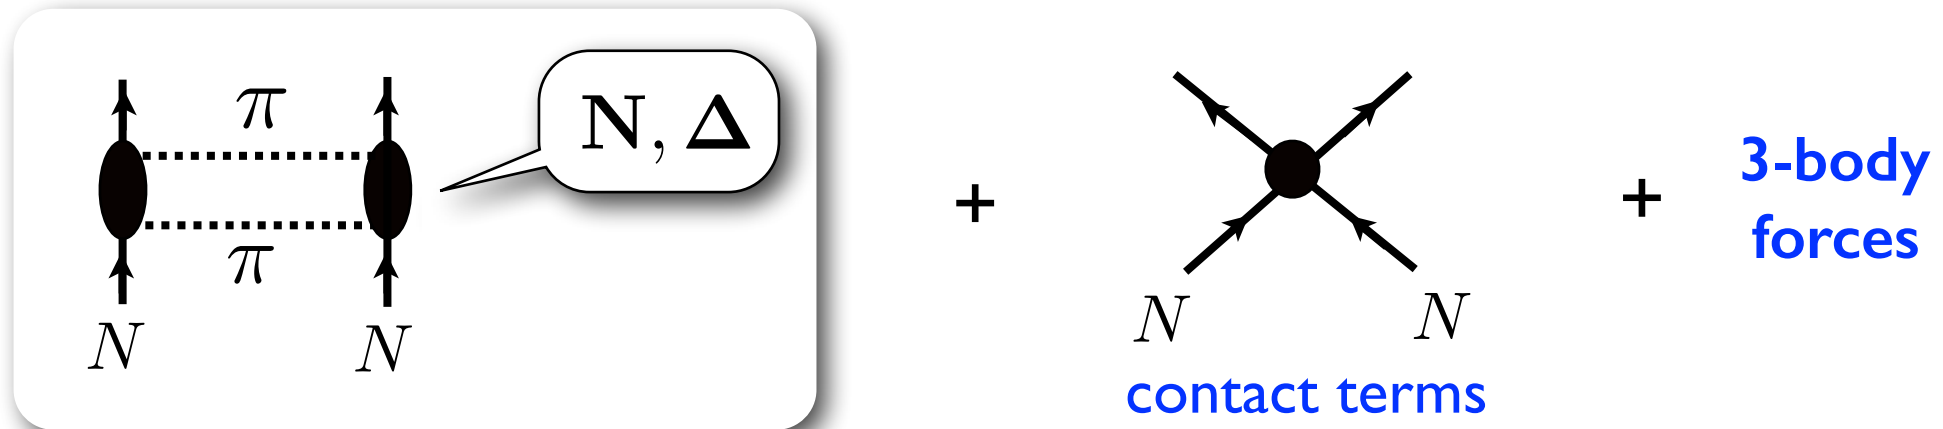 π
π
N
N
N, Δ
+
N
N
contact terms
+
3-body
forces